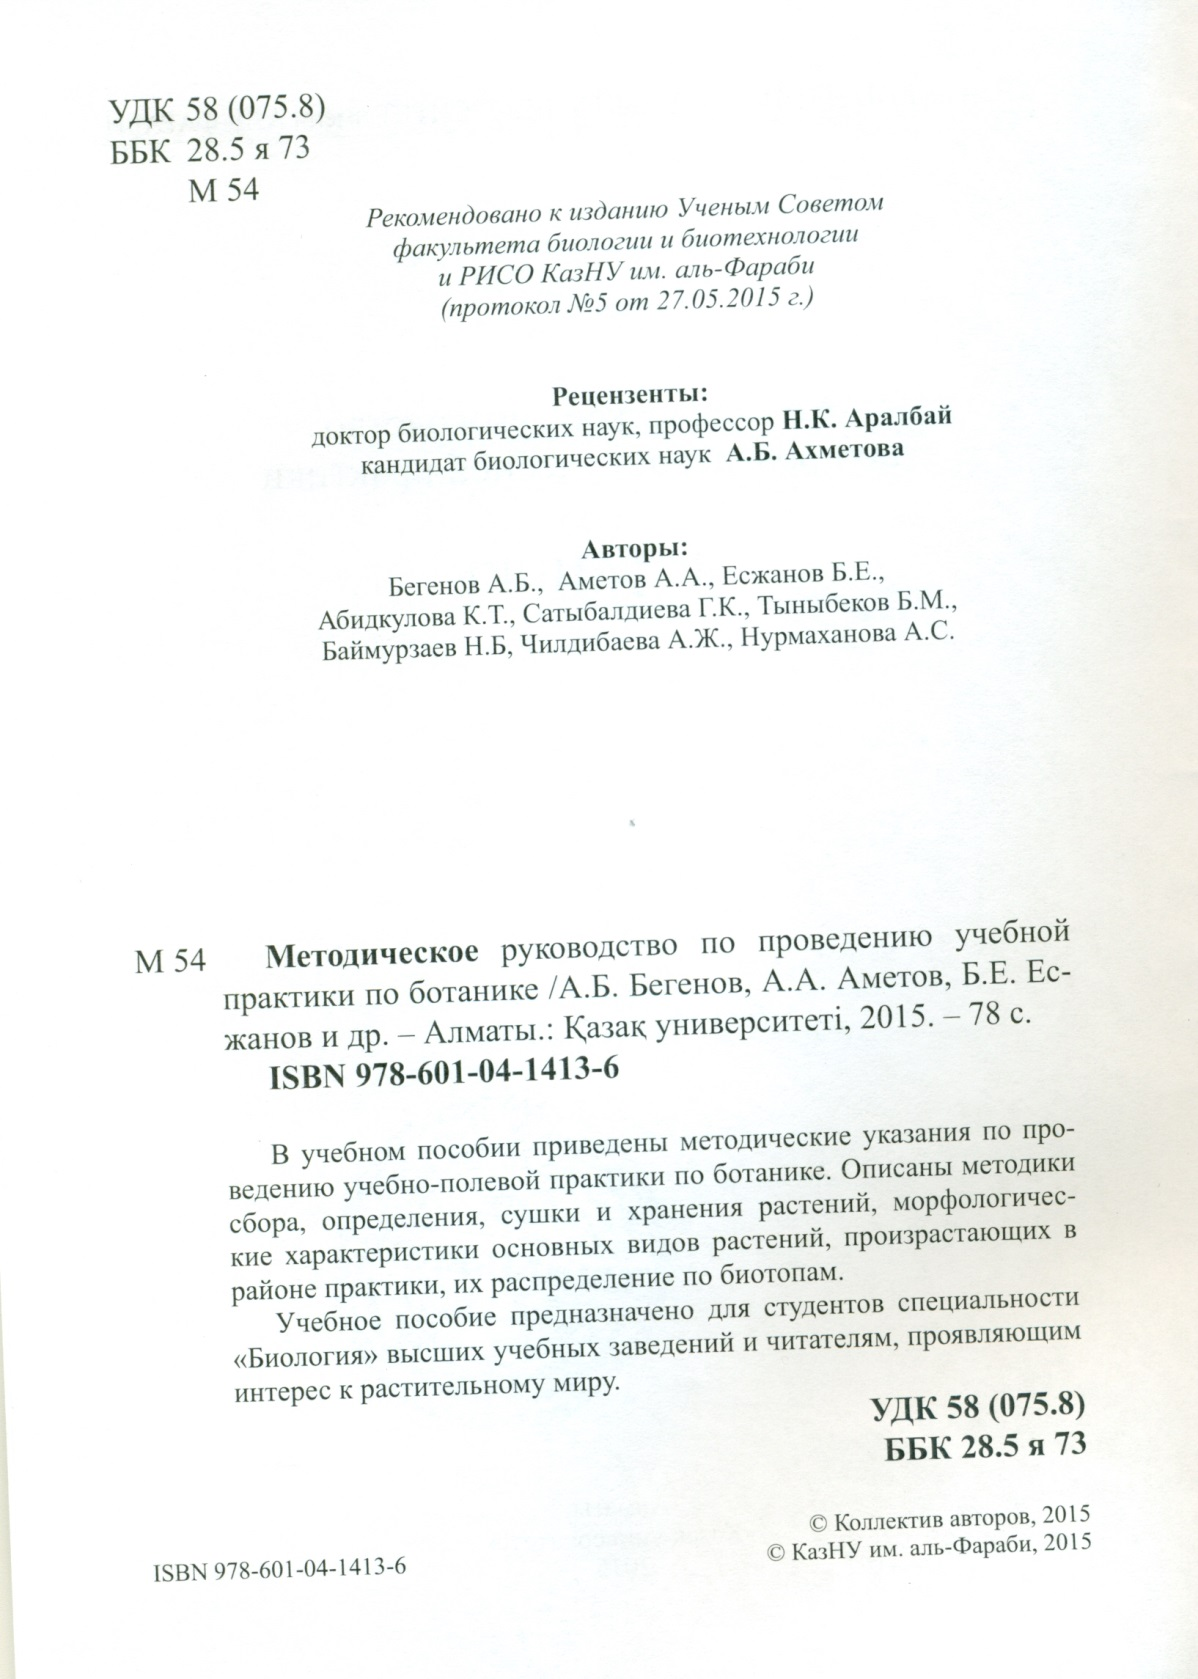 УДК 58 (075.8)
ББК 28.5 я 73
М 54
Рекомендовано к изданию Ученым Советом
факультета биологии и биотехнологии
и РИСО КазНУ им. аль-Фараби
(протокол №5 от 27.05.2015 г.)
Рецензенты:
доктор биологических наук, профессор Н.К. Аралбай
кандидат биологических наук А.Б. Ахметова
Авторы:
Бегенов А.Б., Аметов А.А., Есжанов Б.Е.,
Абидкулова К.Т., Сатыбалдиева Г.К., Тыныбеков Б.М.,
Баймурзаев Н.Б, Чилдибаева А.Ж., Нурмаханова А.С.
М 54 Методическое руководство по проведению учебной
практики по ботанике /А.Б. Бегенов, А.А. Аметов, Б.Е. Ес-
жанов и др. – Алматы.: Қазақ университеті, 2015. – 78 с.
ISBN 978-601-04-1413-6
В учебном пособии приведены методические указания по про-
ведению учебно-полевой практики по ботанике. Описаны методики
сбора, определения, сушки и хранения растений, морфологичес-
кие характеристики основных видов растений, произрастающих в
районе практики, их распределение по биотопам.
Учебное пособие предназначено для студентов специальности
«Биология» высших учебных заведений и читателям, проявляющим
интерес к растительному миру.
УДК 58 (075.8)
ББК 28.5 я 73
© Коллектив авторов, 2015
© КазНУ им. аль-Фараби, 2015
ISBN 978-601-04-1413-6